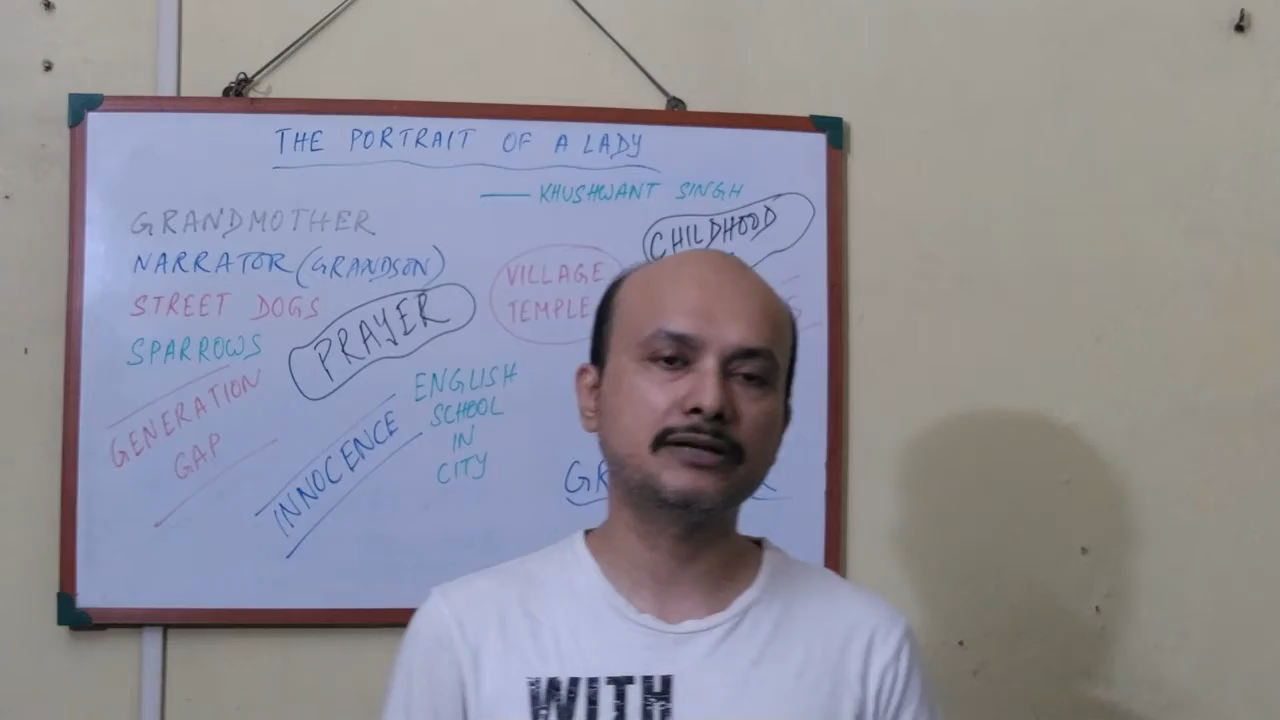 THE PORTRAIT OF A LADY
— KHUSHWANT SINGH
GRANDMOTHER
CHILDHOOD
NARRATOR (GRANDSON)
VILLAGE
TEMPLE
STREET DOGS
PRAYER
SPARROWS
GENERATION
GAP
INNOCENCE
ENGLISH
SCHOOL
IN
CITY
WITH